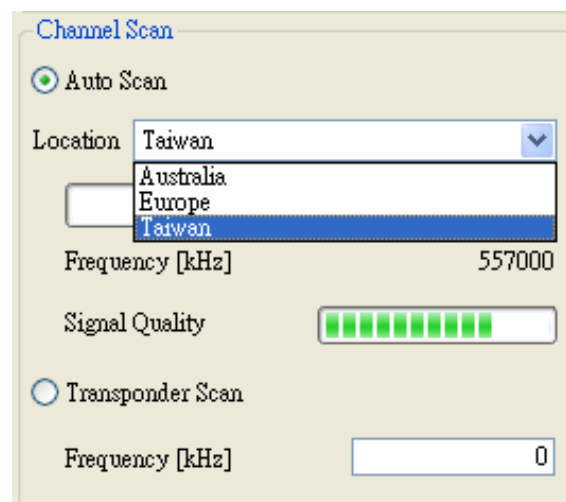 Channel Scan
Auto Scan
Location Taiwan
Australia
Europe
Taiwan
Frequency [kHz] 557000
Signal Quality
Transponder Scan
Frequency [kHz] 0